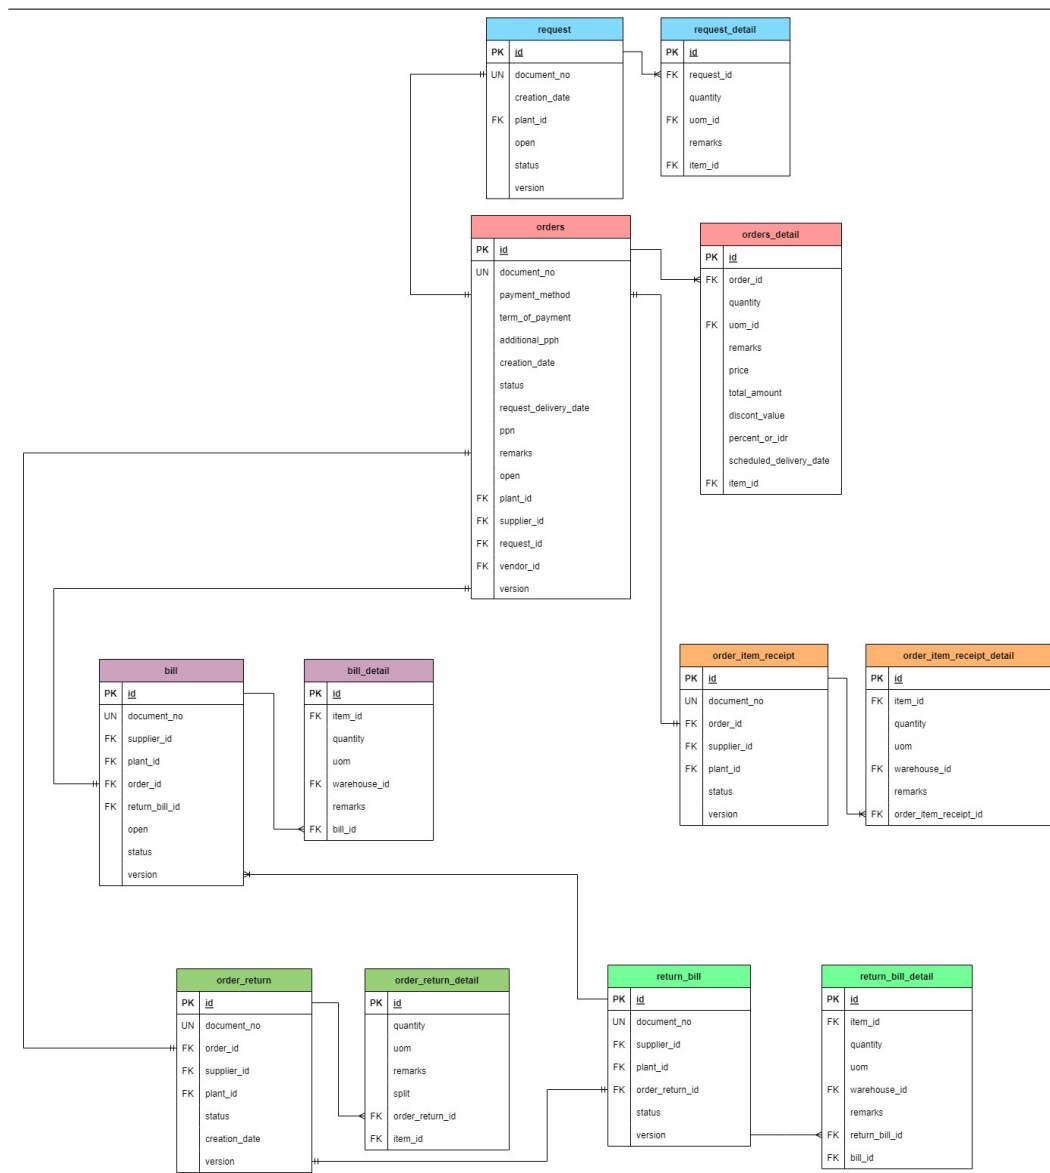 request
PK id
UN document_no
creation_date
FK plant_id
open
status
version
request_detail
PK id
FK request_id
quantity
FK uom_id
remarks
FK item_id
orders
PK id
UN document_no
payment_method
term_of_payment
additional_pph
creation_date
status
request_delivery_date
ppn
remarks
open
FK plant_id
FK supplier_id
FK request_id
FK vendor_id
version
orders_detail
PK id
FK order_id
quantity
FK uom_id
remarks
price
total_amount
discont_value
percent_or_idr
scheduled_delivery_date
FK item_id
bill
PK id
UN document_no
FK supplier_id
FK plant_id
FK order_id
FK return_bill_id
open
status
version
bill_detail
PK id
FK item_id
quantity
uom
FK warehouse_id
remarks
FK bill_id
order_item_receipt
PK id
UN document_no
FK order_id
FK supplier_id
FK plant_id
status
version
order_item_receipt_detail
PK id
FK item_id
quantity
uom
FK warehouse_id
remarks
FK order_item_receipt_id
order_return
PK id
UN document_no
FK order_id
FK supplier_id
FK plant_id
status
creation_date
version
order_return_detail
PK id
quantity
uom
remarks
split
FK order_return_id
FK item_id
return_bill
PK id
UN document_no
FK supplier_id
FK plant_id
FK order_return_id
status
version
return_bill_detail
PK id
FK item_id
quantity
uom
FK warehouse_id
remarks
FK return_bill_id
FK bill_id